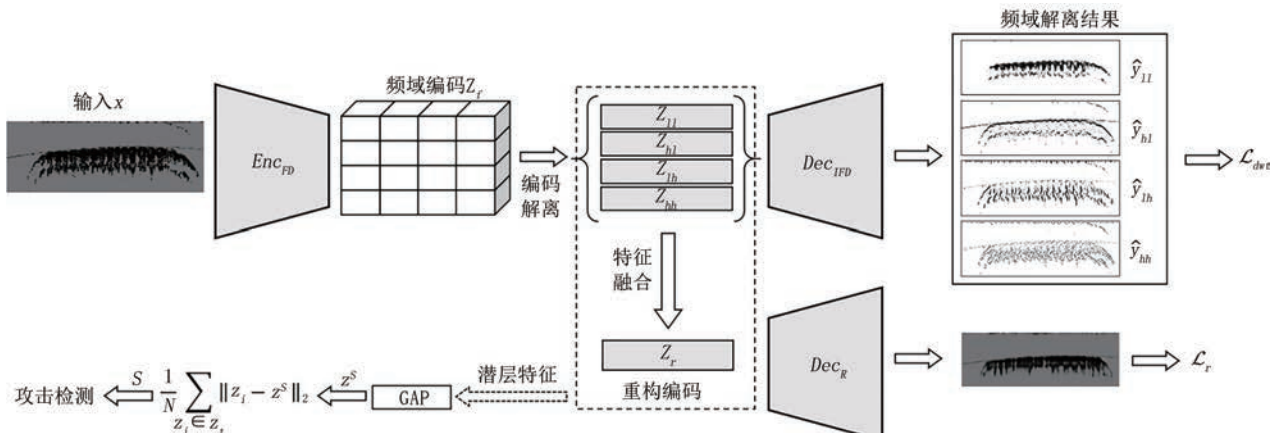 频域解离结果
输入x
频域编码Z_f
Enc_FD
编码
解离
Z_ll
Z_hl
Z_lh
Z_hh
Dec_IFD
ŷ_ll
ŷ_hl
ŷ_lh
ŷ_hh
ℒ_dwt
特征
融合
Z_r
重构编码
Dec_R
ℒ_r
潜层特征
GAP
z^S
1/N ∑_{z_i∈z_t} ‖z_i − z^S‖_2
S
攻击检测